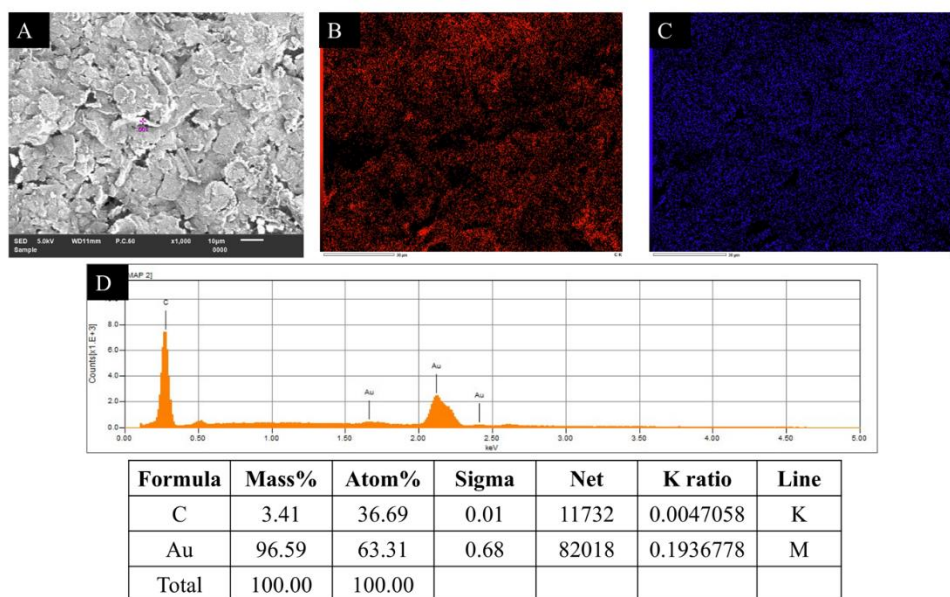 A
B
C
SED 5.0kV WD11mm P.C.60 x1,000 10μm
Sample 0000
20 μm C K
20 μm
D
MAP 2]
C
Au
Au
Au
Counts[x1.E+3]
8.0
6.0
4.0
2.0
0.0
0.00 0.50 1.00 1.50 2.00 2.50 3.00 3.50 4.00 4.50 5.00
keV
Formula Mass% Atom% Sigma Net K ratio Line
C 3.41 36.69 0.01 11732 0.0047058 K
Au 96.59 63.31 0.68 82018 0.1936778 M
Total 100.00 100.00